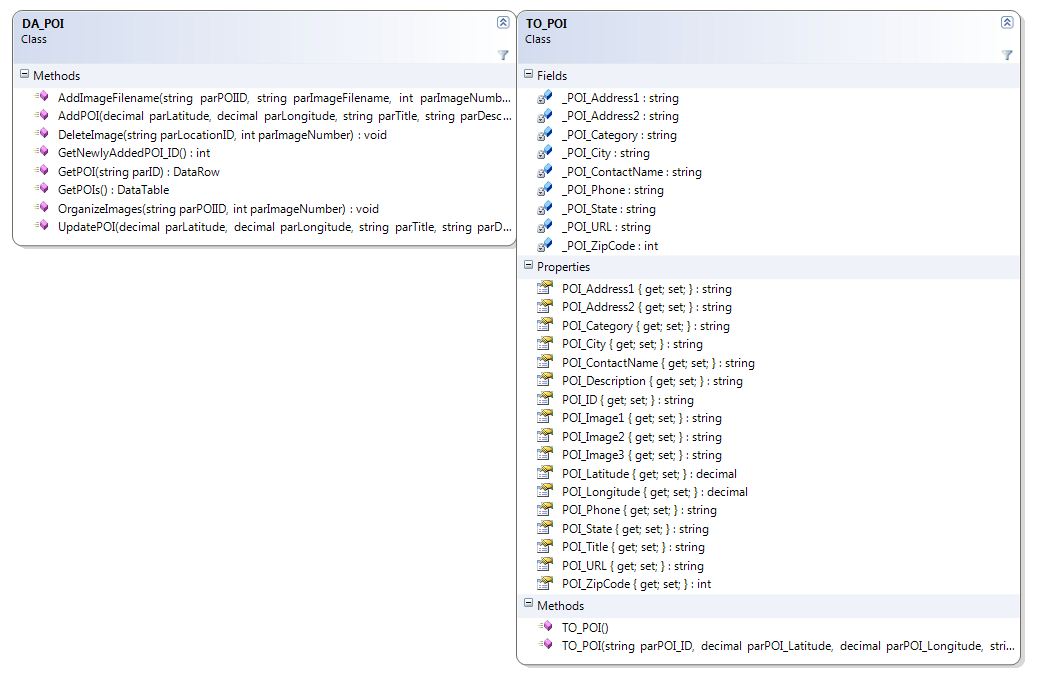 DA_POI
Class
Methods
AddImageFilename(string parPOIID, string parImageFilename, int parImageNumb...
AddPOI(decimal parLatitude, decimal parLongitude, string parTitle, string parDesc...
DeleteImage(string parLocationID, int parImageNumber) : void
GetNewlyAddedPOI_ID() : int
GetPOI(string parID) : DataRow
GetPOIs() : DataTable
OrganizeImages(string parPOIID, int parImageNumber) : void
UpdatePOI(decimal parLatitude, decimal parLongitude, string parTitle, string parD...
TO_POI
Class
Fields
_POI_Address1 : string
_POI_Address2 : string
_POI_Category : string
_POI_City : string
_POI_ContactName : string
_POI_Phone : string
_POI_State : string
_POI_URL : string
_POI_ZipCode : int
Properties
POI_Address1 { get; set; } : string
POI_Address2 { get; set; } : string
POI_Category { get; set; } : string
POI_City { get; set; } : string
POI_ContactName { get; set; } : string
POI_Description { get; set; } : string
POI_ID { get; set; } : string
POI_Image1 { get; set; } : string
POI_Image2 { get; set; } : string
POI_Image3 { get; set; } : string
POI_Latitude { get; set; } : decimal
POI_Longitude { get; set; } : decimal
POI_Phone { get; set; } : string
POI_State { get; set; } : string
POI_Title { get; set; } : string
POI_URL { get; set; } : string
POI_ZipCode { get; set; } : int
Methods
TO_POI()
TO_POI(string parPOI_ID, decimal parPOI_Latitude, decimal parPOI_Longitude, stri...